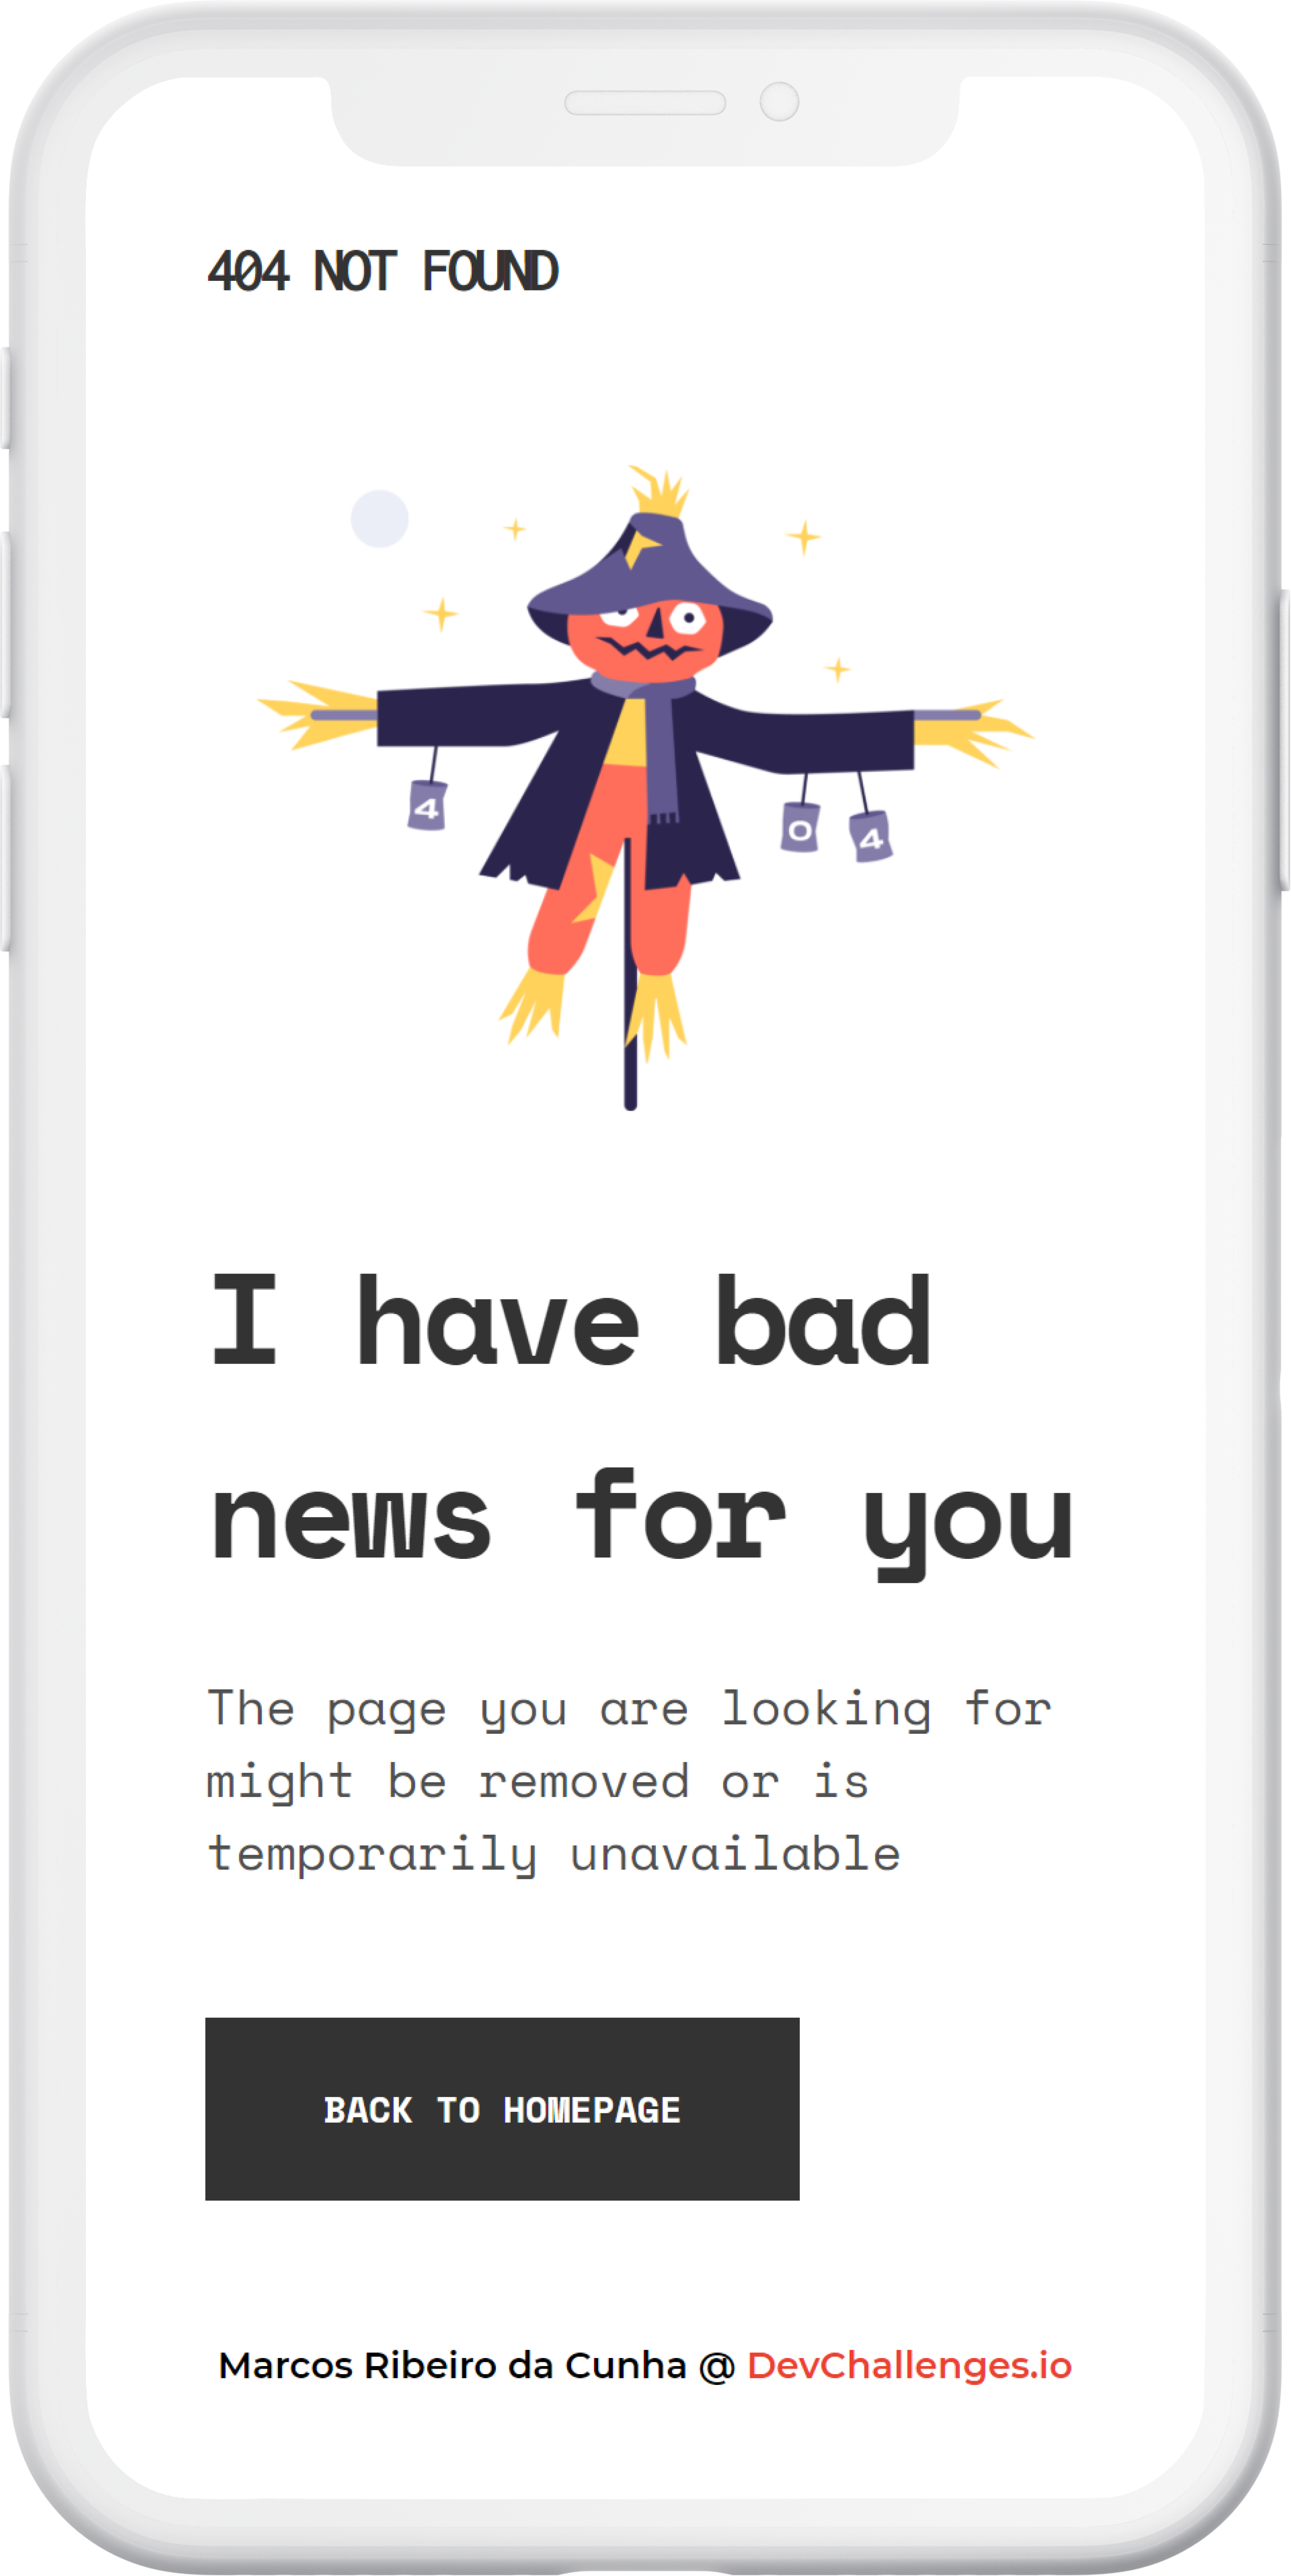 404 NOT FOUND
4
0
4
I have bad
news for you
The page you are looking for
might be removed or is
temporarily unavailable
BACK TO HOMEPAGE
Marcos Ribeiro da Cunha @ DevChallenges.io